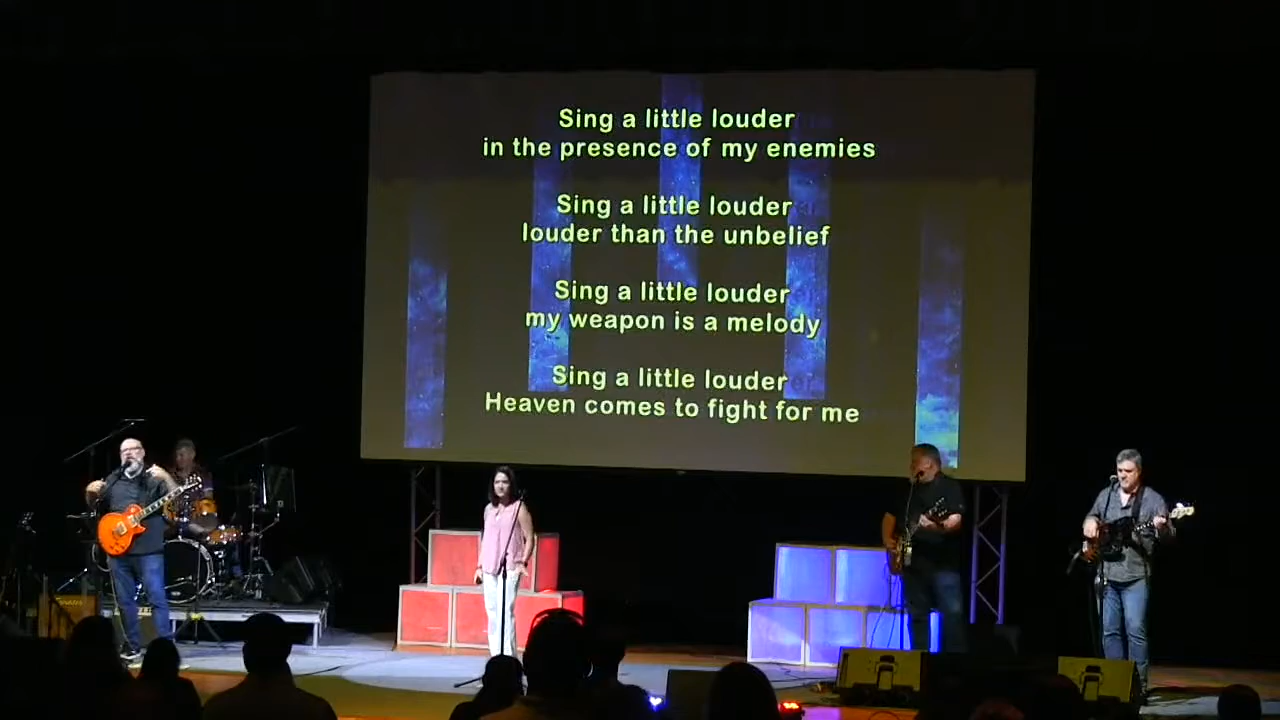 Sing a little louder
in the presence of my enemies
Sing a little louder
louder than the unbelief
Sing a little louder
my weapon is a melody
Sing a little louder
Heaven comes to fight for me